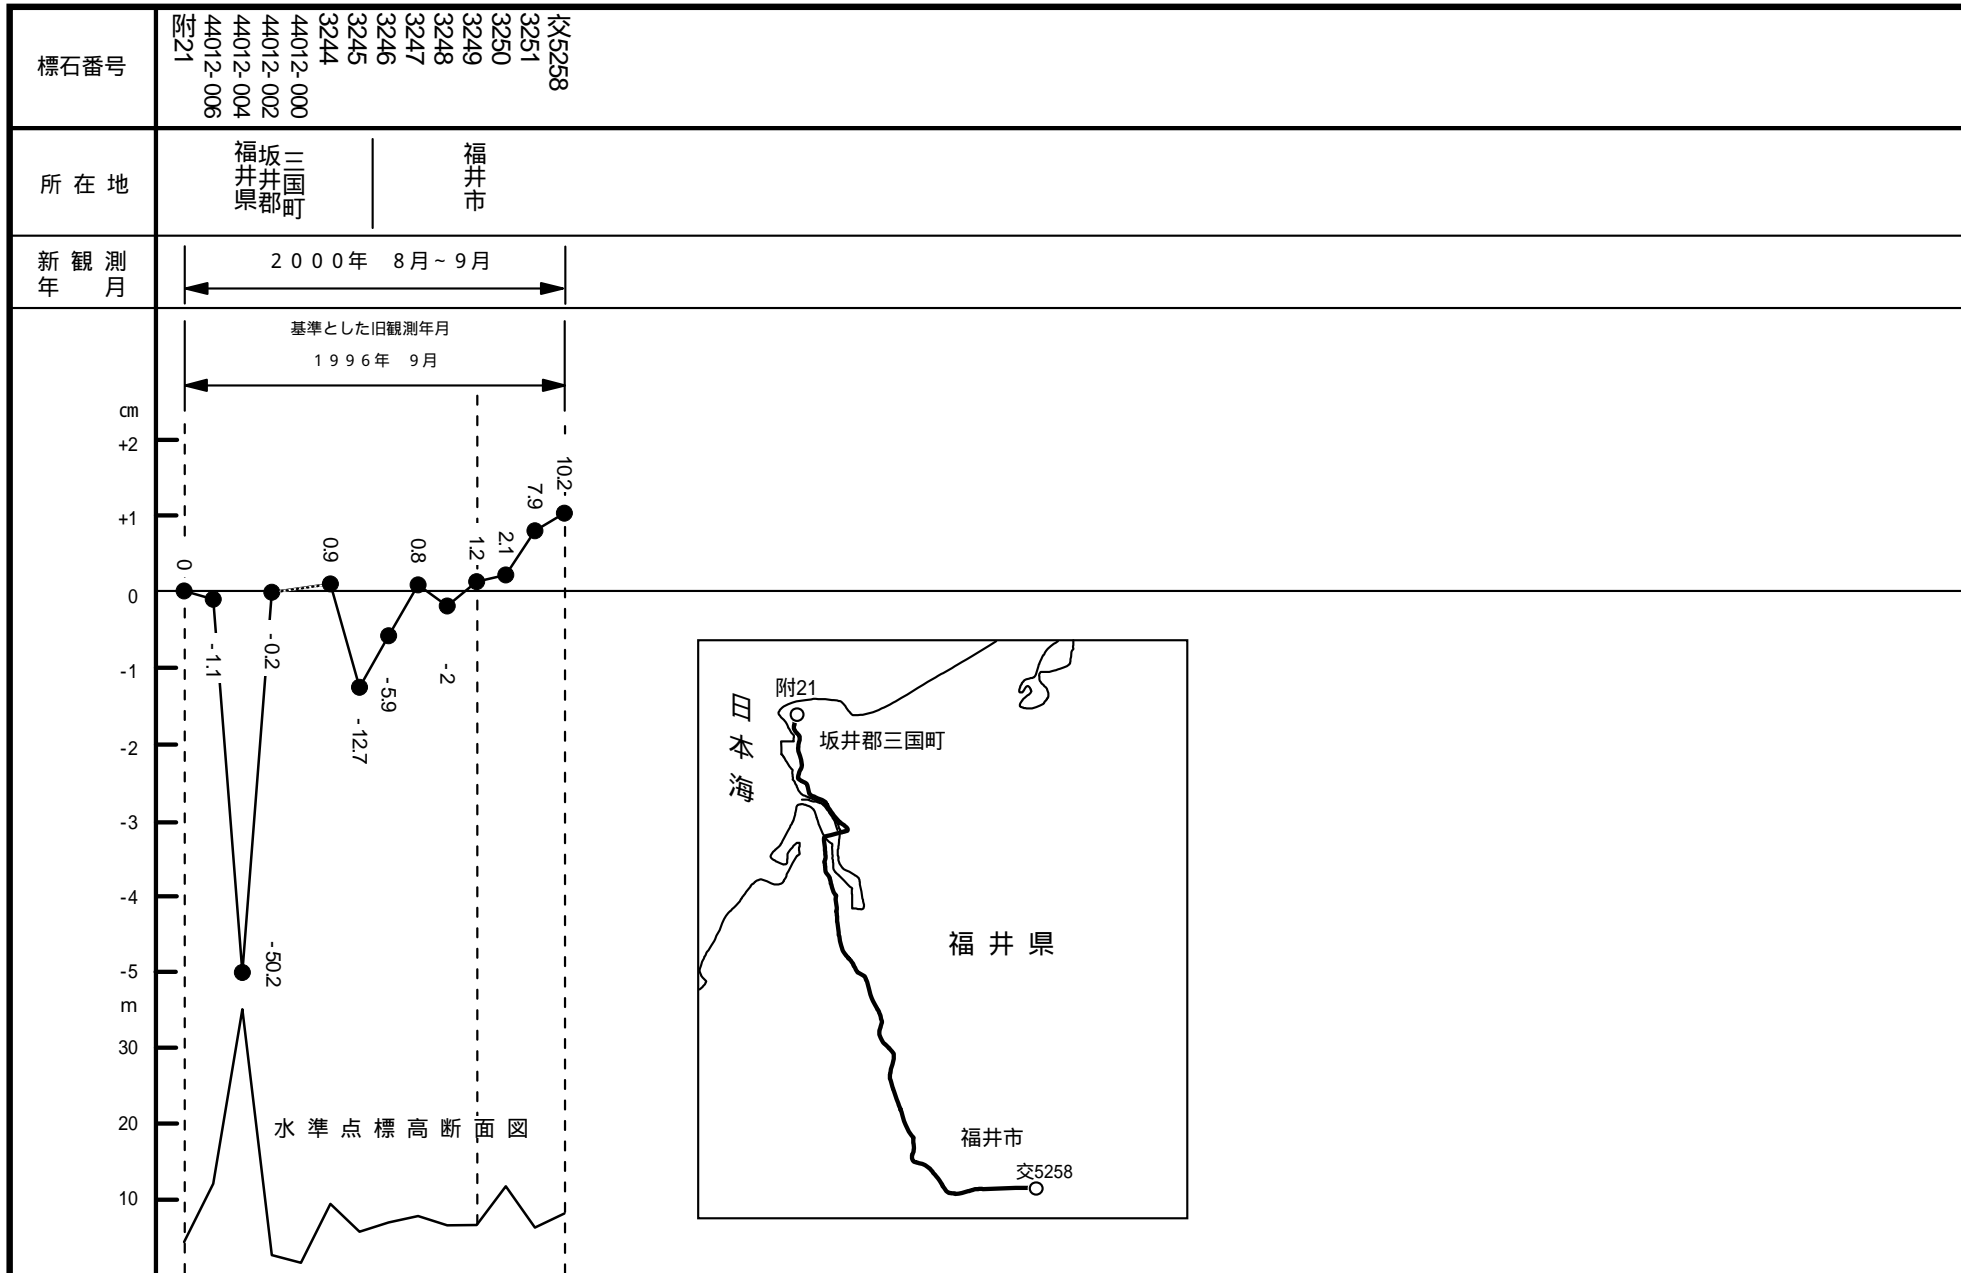 標石番号
附21
44012-006
44012-004
44012-002
44012-000
3244
3245
3246
3247
3248
3249
3250
3251
交5258
所在地
福井県
坂井郡
三国町
福井市
新観測
年月
2000年 8月~9月
基準とした旧観測年月
1996年 9月
cm
+2
+1
0
-1
-2
-3
-4
-5
0
-1.1
-50.2
-0.2
0.9
-12.7
-5.9
0.8
-2
1.2
2.1
7.9
10.2
m
30
20
10
水準点標高断面図
日本海
附21
坂井郡三国町
福井県
福井市
交5258